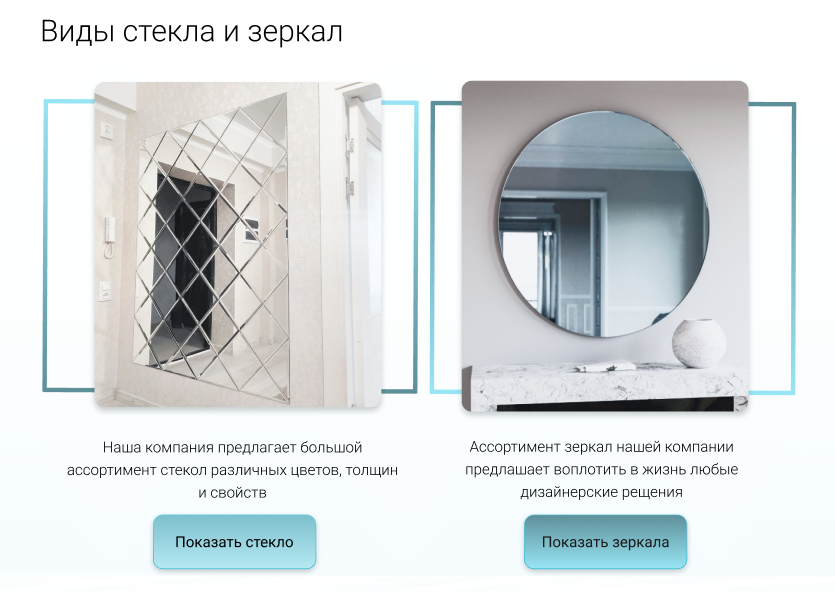 Виды стекла и зеркал
Наша компания предлагает большой
ассортимент стекол различных цветов, толщин
и свойств
Показать стекло
Ассортимент зеркал нашей компании
предлашает воплотить в жизнь любые
дизайнерские рещения
Показать зеркала